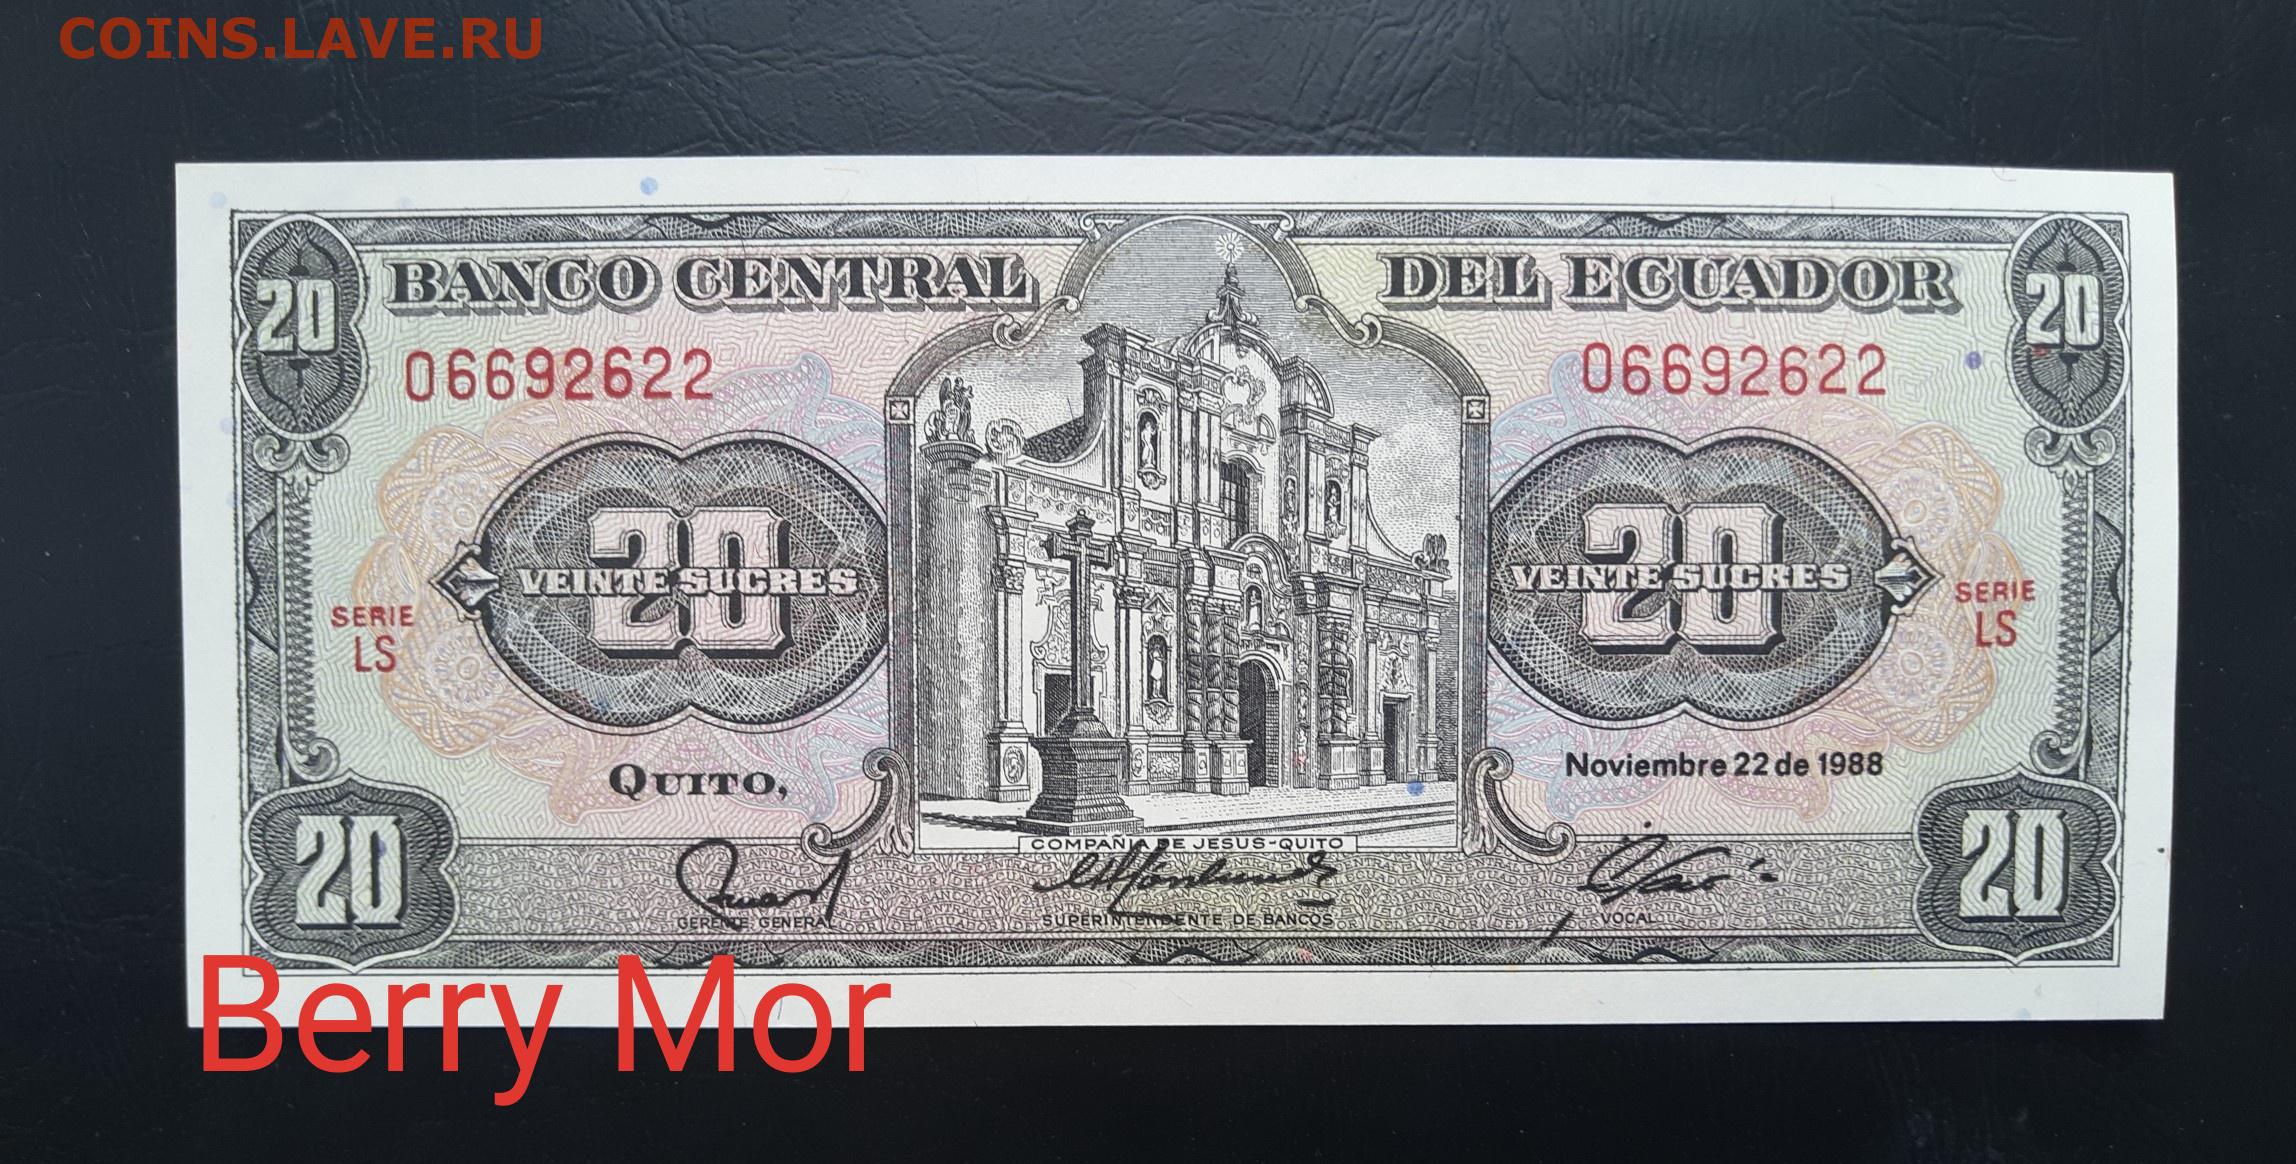 COINS.LAVE.RU
20 BANCO CENTRAL DEL ECUADOR 20
06692622 06692622
20 20
VEINTE SUCRES VEINTE SUCRES
SERIE SERIE
LS LS
QUITO, Noviembre 22 de 1988
20 20
COMPAÑIA DE JESUS-QUITO
GERENTE GENERAL SUPERINTENDENTE DE BANCOS VOCAL
Berry Mor